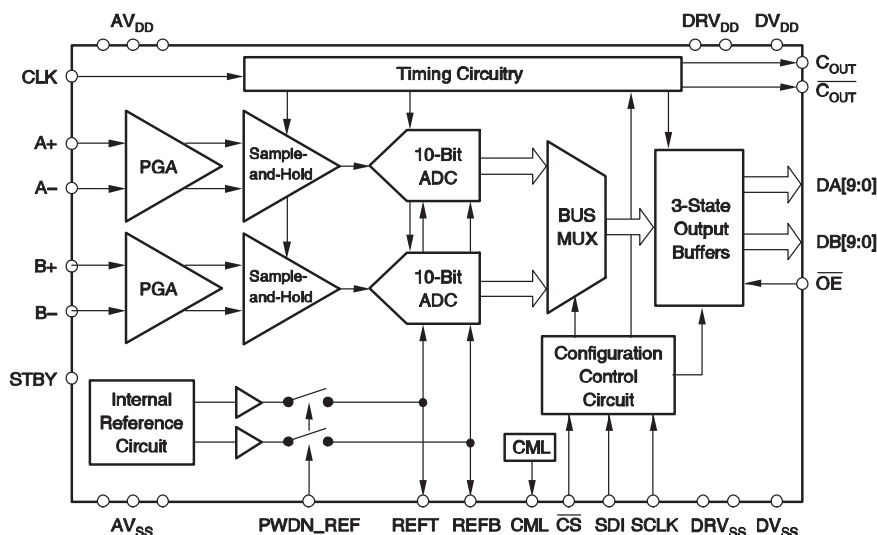 AVDD DRVDD DVDD
CLK Timing Circuitry COUT
COUT
A+ PGA Sample-
and-Hold 10-Bit
ADC
A–
BUS
MUX
3-State
Output
Buffers
DA[9:0]
DB[9:0]
OE
B+ PGA Sample-
and-Hold 10-Bit
ADC
B–
STBY
Configuration
Control
Circuit
Internal
Reference
Circuit
CML
AVSS PWDN_REF REFT REFB CML CS SDI SCLK DRVSS DVSS